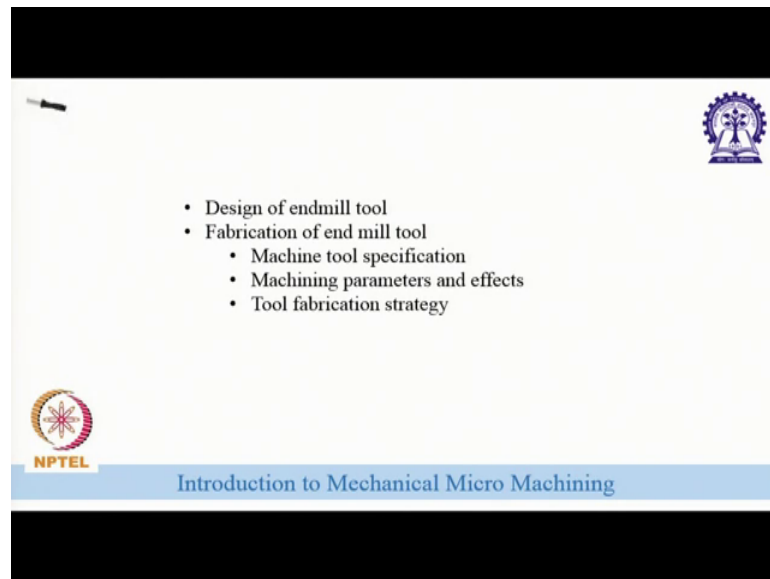 • Design of endmill tool
• Fabrication of end mill tool
• Machine tool specification
• Machining parameters and effects
• Tool fabrication strategy
NPTEL
Introduction to Mechanical Micro Machining